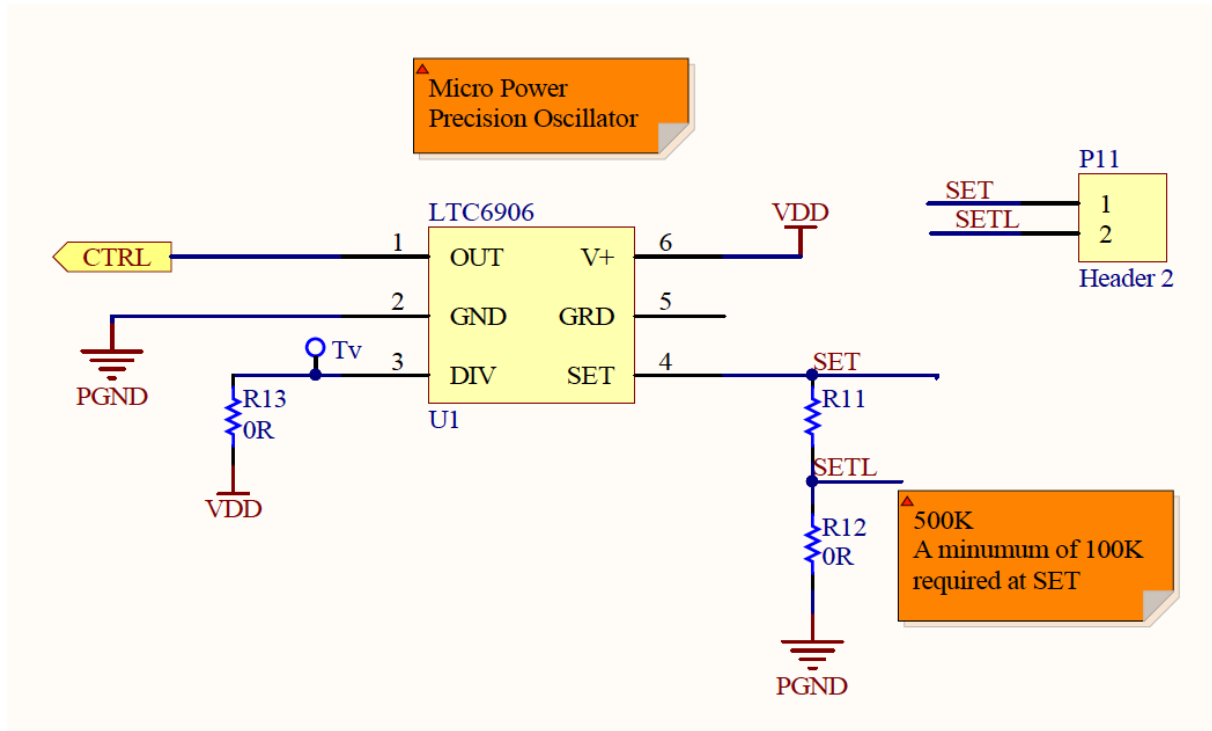 Micro Power
Precision Oscillator
P11
SET
1
SETL
2
Header 2
LTC6906
VDD
CTRL
1
OUT
V+
6
2
GND
GRD
5
PGND
Tv
3
DIV
SET
4
SET
U1
R13
0R
VDD
R11
SETL
R12
0R
500K
A minumum of 100K
required at SET
PGND